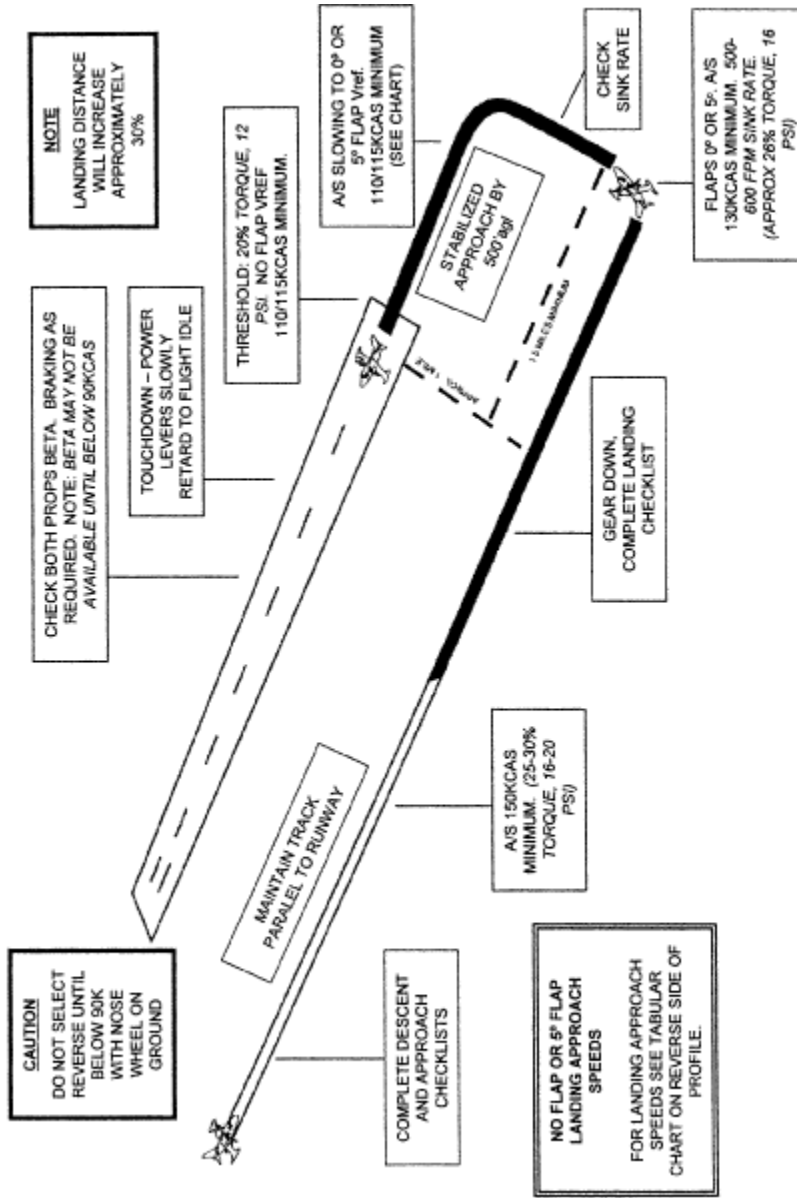 CAUTION
DO NOT SELECT
REVERSE UNTIL
BELOW 90K
WITH NOSE
WHEEL ON
GROUND
CHECK BOTH PROPS BETA. BRAKING AS
REQUIRED. NOTE: BETA MAY NOT BE
AVAILABLE UNTIL BELOW 90KCAS
NOTE
LANDING DISTANCE
WILL INCREASE
APPROXIMATELY
30%
TOUCHDOWN – POWER
LEVERS SLOWLY
RETARD TO FLIGHT IDLE
THRESHOLD: 20% TORQUE, 12
PSI. NO FLAP VREF
110/115KCAS MINIMUM.
A/S SLOWING TO 0º OR
5º FLAP Vref.
110/115KCAS MINIMUM
(SEE CHART)
MAINTAIN TRACK
PARALEL TO RUNWAY
STABILIZED
APPROACH BY
500'agl
APPROX 1 MILE
1.5 MILES MINIMUM
CHECK
SINK RATE
COMPLETE DESCENT
AND APPROACH
CHECKLISTS
A/S 150KCAS
MINIMUM. (25-30%
TORQUE, 16-20
PSI)
GEAR DOWN,
COMPLETE LANDING
CHECKLIST
FLAPS 0º OR 5º. A/S
130KCAS MINIMUM. 500-
600 FPM SINK RATE.
(APPROX 26% TORQUE, 16
PSI)
NO FLAP OR 5º FLAP
LANDING APPROACH
SPEEDS
FOR LANDING APPROACH
SPEEDS SEE TABULAR
CHART ON REVERSE SIDE OF
PROFILE.